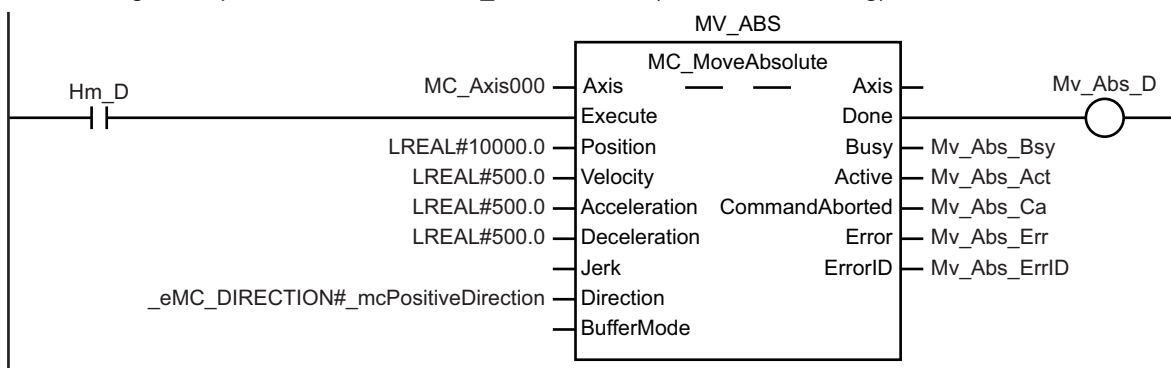 MV_ABS
MC_MoveAbsolute
Hm_D
MC_Axis000
Axis
Axis
Mv_Abs_D
Execute
Done
LREAL#10000.0
Position
Busy
Mv_Abs_Bsy
LREAL#500.0
Velocity
Active
Mv_Abs_Act
LREAL#500.0
Acceleration
CommandAborted
Mv_Abs_Ca
LREAL#500.0
Deceleration
Error
Mv_Abs_Err
Jerk
ErrorID
Mv_Abs_ErrID
_eMC_DIRECTION#_mcPositiveDirection
Direction
BufferMode